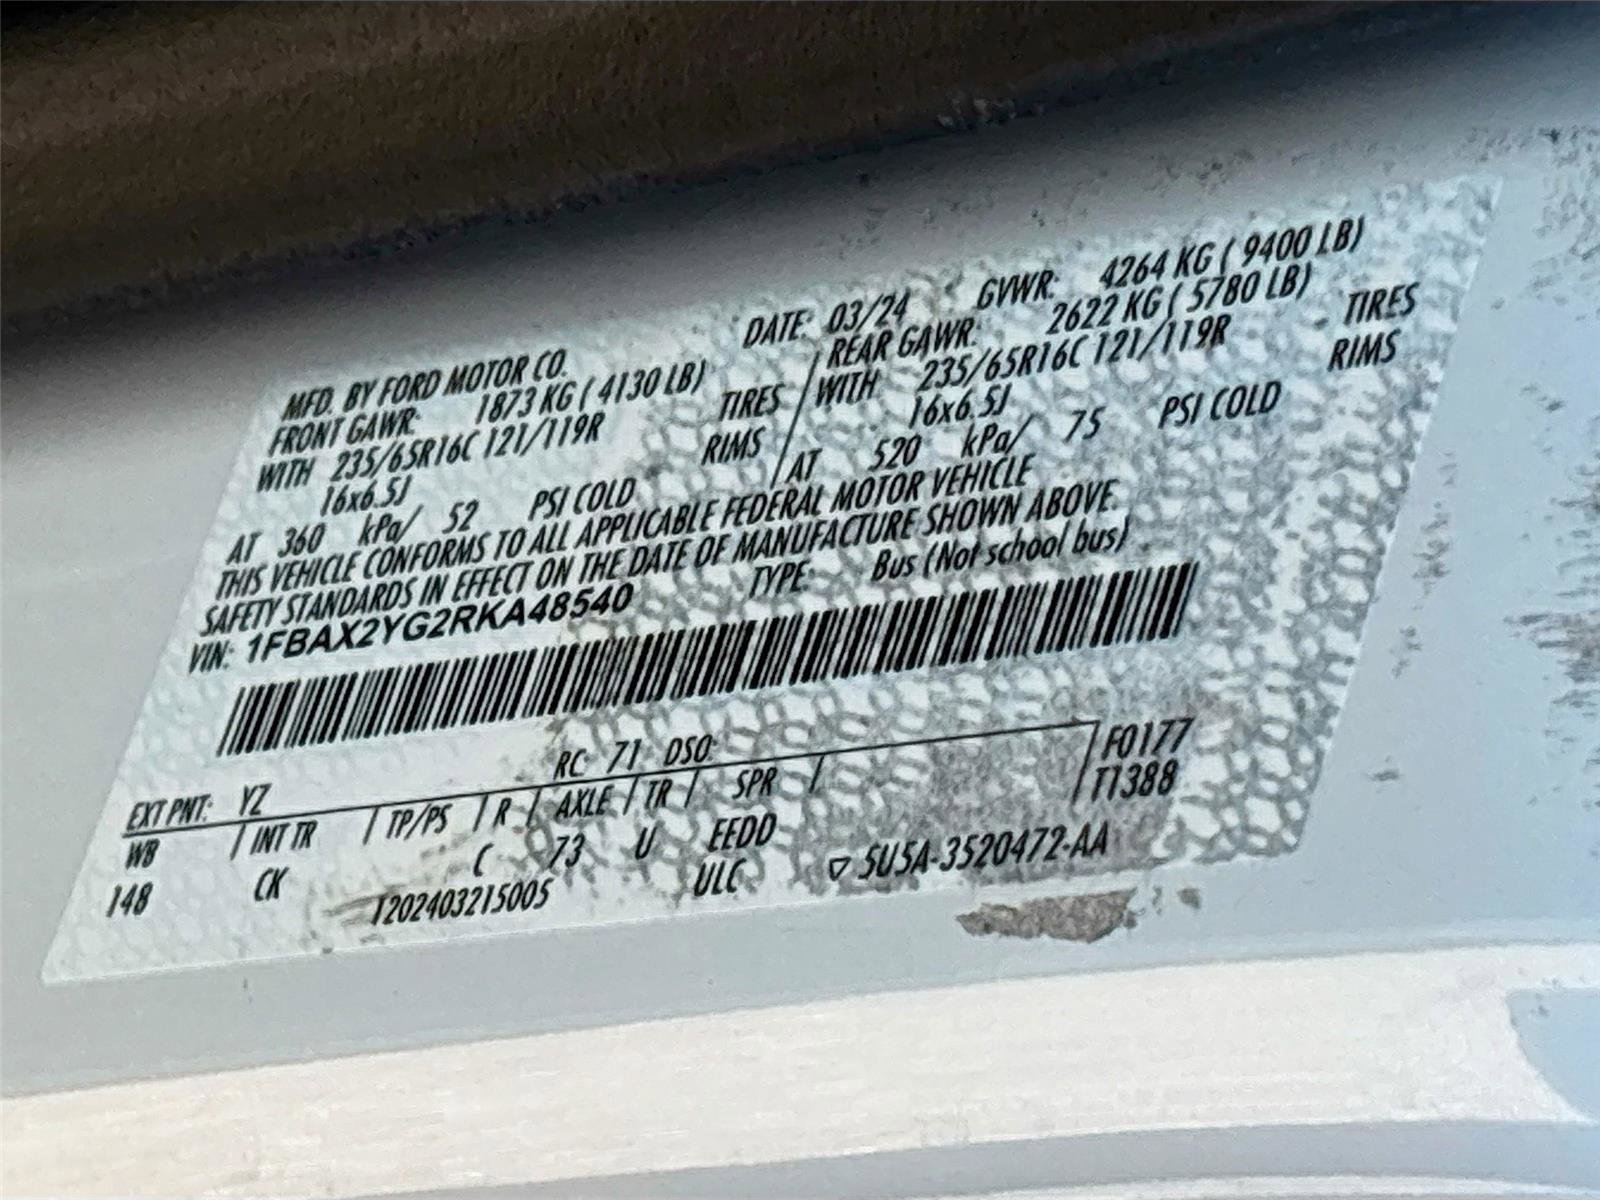 MFD. BY FORD MOTOR CO. DATE: 03/24 GVWR: 4264 KG ( 9400 LB)
FRONT GAWR: 1873 KG ( 4130 LB) REAR GAWR: 2622 KG ( 5780 LB)
WITH 235/65R16C 121/119R TIRES WITH 235/65R16C 121/119R TIRES
16x6.5J RIMS 16x6.5J RIMS
AT 360 kPa/ 52 PSI COLD AT 520 kPa/ 75 PSI COLD
THIS VEHICLE CONFORMS TO ALL APPLICABLE FEDERAL MOTOR VEHICLE
SAFETY STANDARDS IN EFFECT ON THE DATE OF MANUFACTURE SHOWN ABOVE.
VIN: 1FBAX2YG2RKA48540 TYPE: Bus (Not school bus)
EXT PNT: YZ RC: 71 DSO: F0177
WB INT TR TP/PS R AXLE TR SPR T1388
148 CK C 73 U EEDD
1202403215005 ULC ▽ 5U5A-3520472-AA